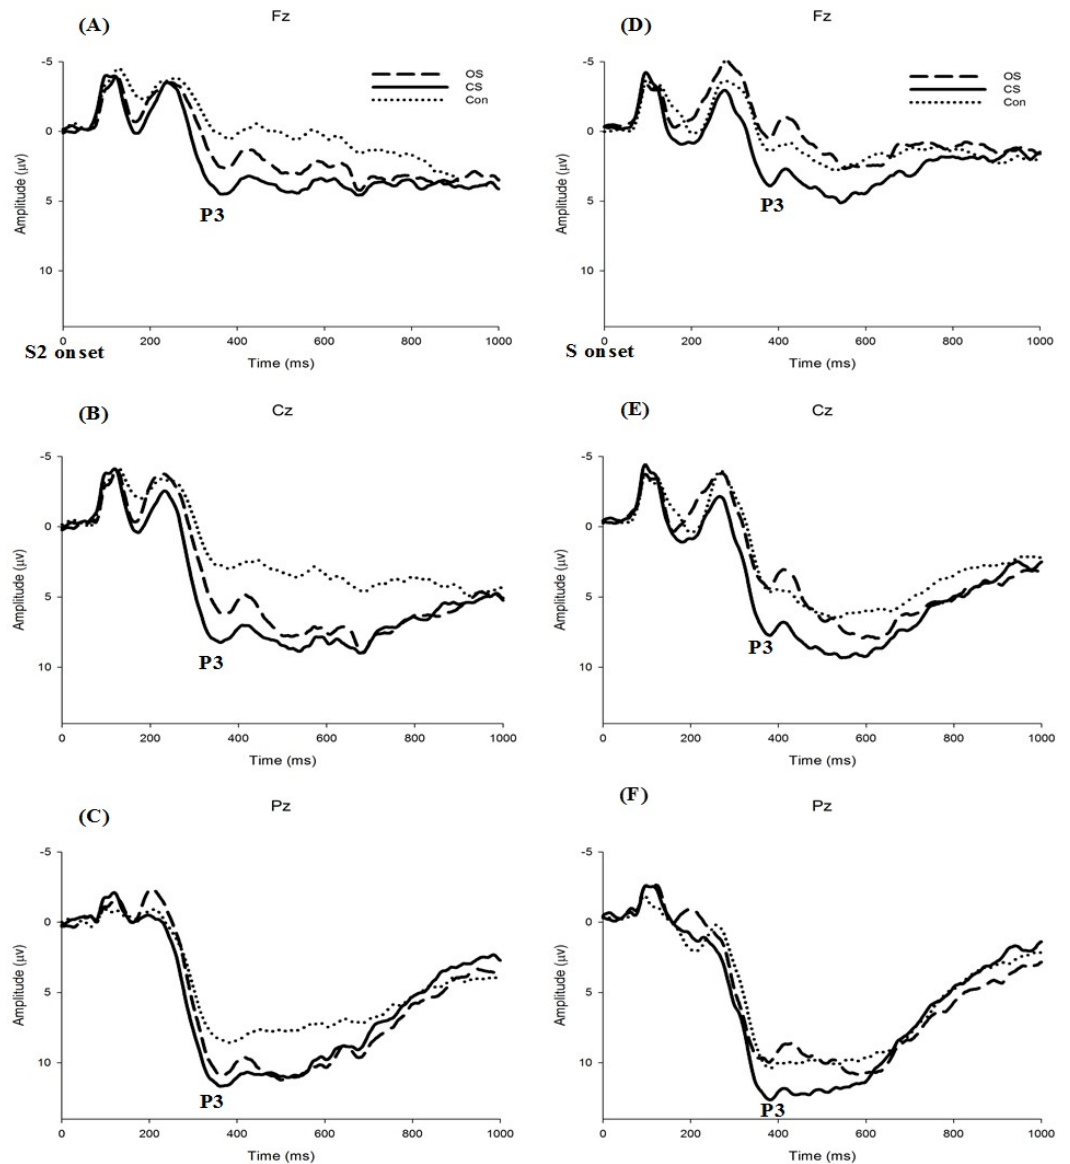 (A)
Fz
-5
0
5
10
Amplitude (μv)
OS
CS
Con
P3
0 200 400 600 800 1000
S2 onset
Time (ms)
(D)
Fz
-5
0
5
10
Amplitude (μv)
OS
CS
Con
P3
0 200 400 600 800 1000
S onset
Time (ms)
(B)
Cz
-5
0
5
10
Amplitude (μv)
P3
0 200 400 600 800 1000
Time (ms)
(E)
Cz
-5
0
5
10
Amplitude (μv)
P3
0 200 400 600 800 1000
Time (ms)
(C)
Pz
-5
0
5
10
Amplitude (μv)
P3
0 200 400 600 800 1000
Time (ms)
(F)
Pz
-5
0
5
10
Amplitude (μv)
P3
0 200 400 600 800 1000
Time (ms)